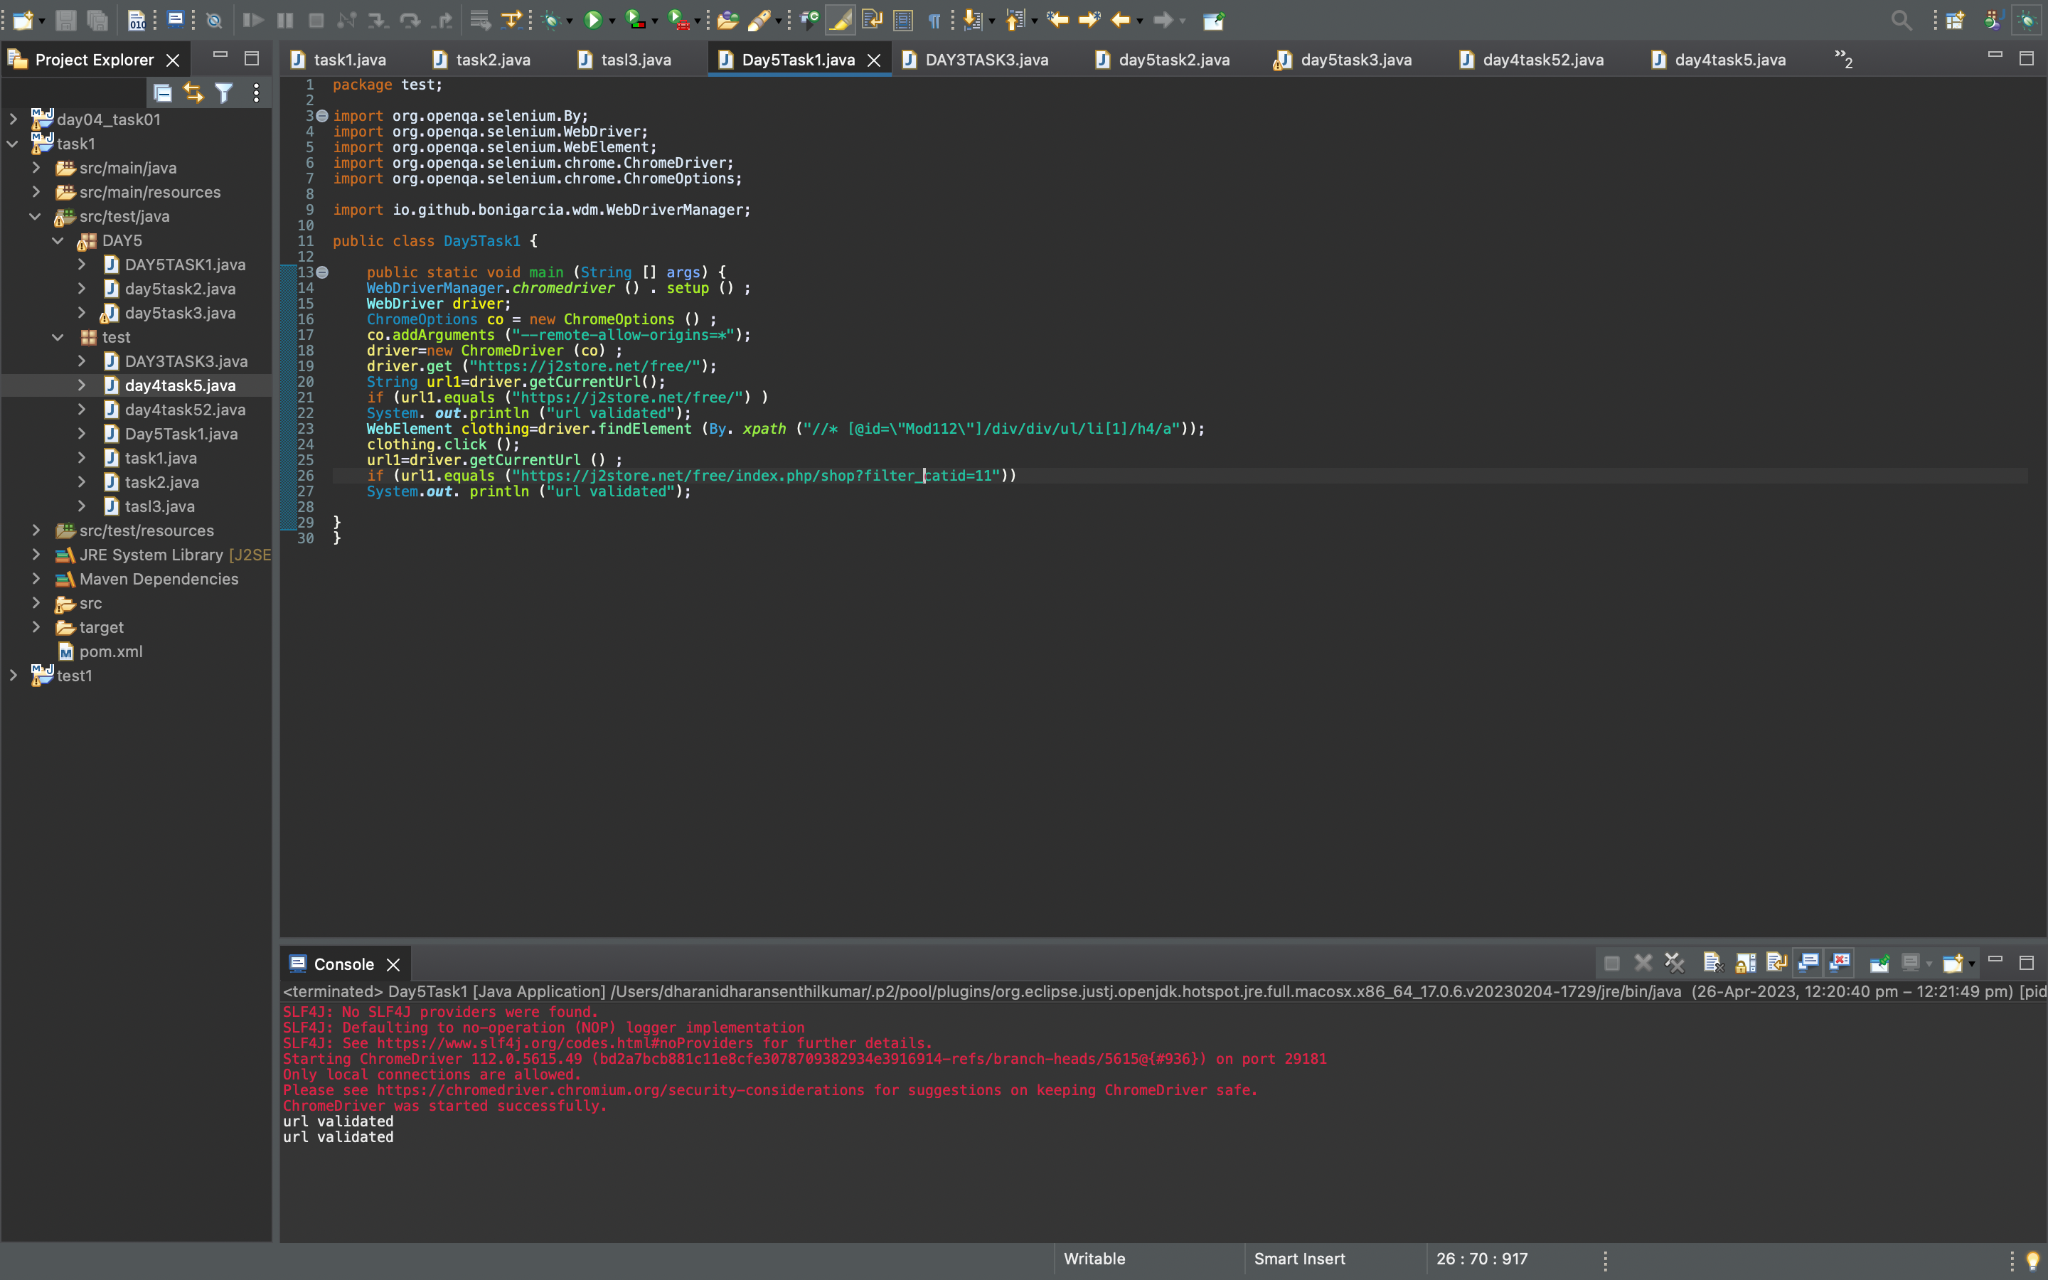 Project Explorer
task1.java
task2.java
tasl3.java
Day5Task1.java
DAY3TASK3.java
day5task2.java
day5task3.java
day4task52.java
day4task5.java
»2
day04_task01
task1
src/main/java
src/main/resources
src/test/java
DAY5
DAY5TASK1.java
day5task2.java
day5task3.java
test
DAY3TASK3.java
day4task5.java
day4task52.java
Day5Task1.java
task1.java
task2.java
tasl3.java
src/test/resources
JRE System Library [J2SE
Maven Dependencies
src
target
pom.xml
test1
1 package test;
2
3 import org.openqa.selenium.By;
4 import org.openqa.selenium.WebDriver;
5 import org.openqa.selenium.WebElement;
6 import org.openqa.selenium.chrome.ChromeDriver;
7 import org.openqa.selenium.chrome.ChromeOptions;
8
9 import io.github.bonigarcia.wdm.WebDriverManager;
10
11 public class Day5Task1 {
12
13 public static void main (String [] args) {
14 WebDriverManager.chromedriver () . setup () ;
15 WebDriver driver;
16 ChromeOptions co = new ChromeOptions () ;
17 co.addArguments ("--remote-allow-origins=*");
18 driver=new ChromeDriver (co) ;
19 driver.get ("https://j2store.net/free/");
20 String url1=driver.getCurrentUrl();
21 if (url1.equals ("https://j2store.net/free/") )
22 System. out.println ("url validated");
23 WebElement clothing=driver.findElement (By. xpath ("//* [@id=\"Mod112\"]/div/div/ul/li[1]/h4/a"));
24 clothing.click ();
25 url1=driver.getCurrentUrl () ;
26 if (url1.equals ("https://j2store.net/free/index.php/shop?filter_catid=11"))
27 System.out. println ("url validated");
28
29 }
30 }
Console
<terminated> Day5Task1 [Java Application] /Users/dharanidharansenthilkumar/.p2/pool/plugins/org.eclipse.justj.openjdk.hotspot.jre.full.macosx.x86_64_17.0.6.v20230204-1729/jre/bin/java (26-Apr-2023, 12:20:40 pm – 12:21:49 pm) [pid
SLF4J: No SLF4J providers were found.
SLF4J: Defaulting to no-operation (NOP) logger implementation
SLF4J: See https://www.slf4j.org/codes.html#noProviders for further details.
Starting ChromeDriver 112.0.5615.49 (bd2a7bcb881c11e8cfe3078709382934e3916914-refs/branch-heads/5615@{#936}) on port 29181
Only local connections are allowed.
Please see https://chromedriver.chromium.org/security-considerations for suggestions on keeping ChromeDriver safe.
ChromeDriver was started successfully.
url validated
url validated
Writable
Smart Insert
26 : 70 : 917